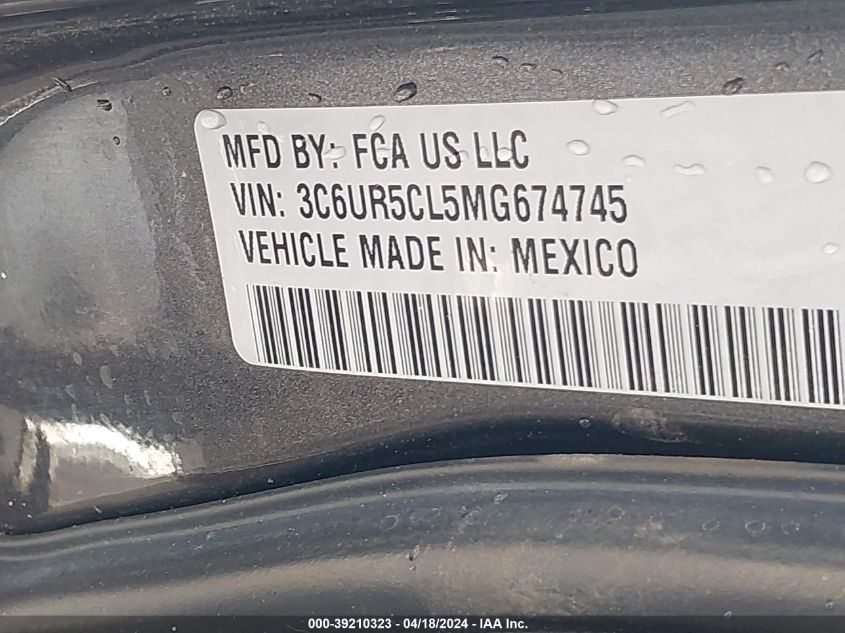 MFD BY: FCA US LLC
VIN: 3C6UR5CL5MG674745
VEHICLE MADE IN: MEXICO
000-39210323 - 04/18/2024 - IAA Inc.